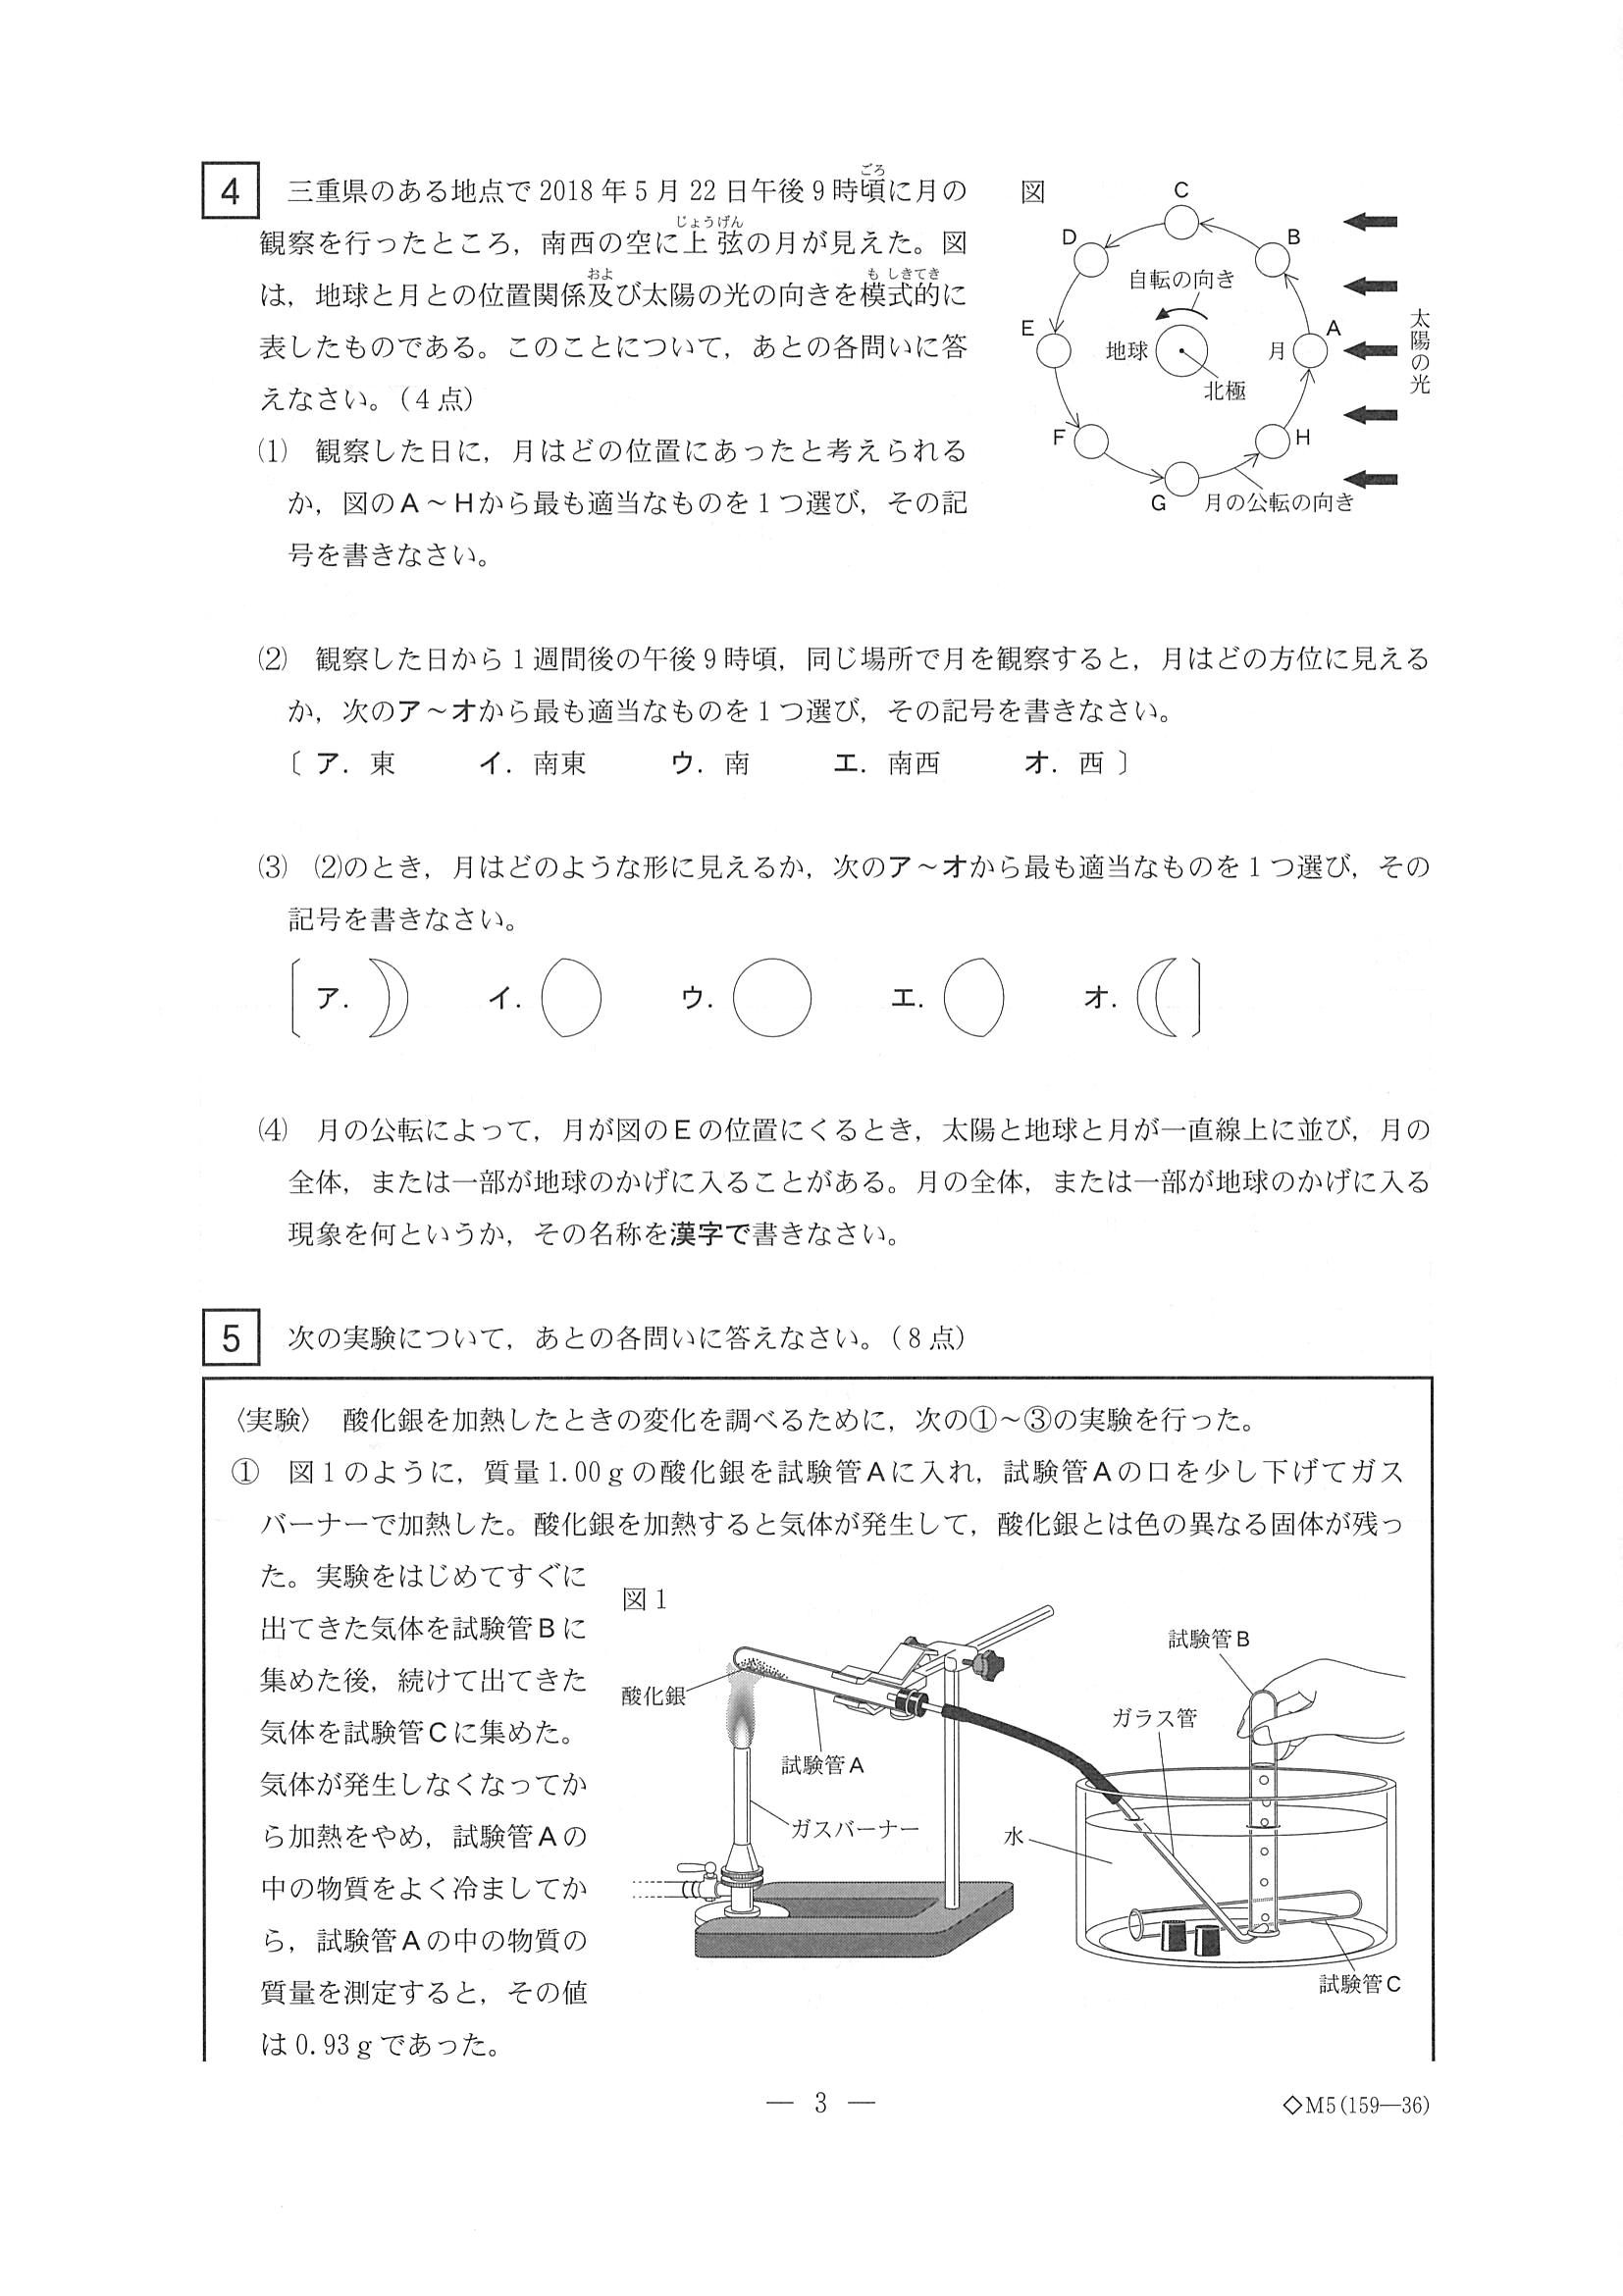 4 三重県のある地点で 2018 年 5 月 22 日午後 9 時頃に月の
ごろ
観察を行ったところ，南西の空に上弦の月が見えた。図
じょうげん
は，地球と月との位置関係及び太陽の光の向きを模式的に
およ
も しきてき
表したものである。このことについて，あとの各問いに答
えなさい。（4 点）
図
C
D
B
自転の向き
E
A
地球
月
北極
太陽の光
F
H
G
月の公転の向き
⑴ 観察した日に，月はどの位置にあったと考えられる
か，図のA～Hから最も適当なものを 1 つ選び，その記
号を書きなさい。
⑵ 観察した日から 1 週間後の午後 9 時頃，同じ場所で月を観察すると，月はどの方位に見える
か，次のア～オから最も適当なものを 1 つ選び，その記号を書きなさい。
〔 ア．東 イ．南東 ウ．南 エ．南西 オ．西 〕
⑶ ⑵のとき，月はどのような形に見えるか，次のア～オから最も適当なものを 1 つ選び，その
記号を書きなさい。
〔 ア． イ． ウ． エ． オ． 〕
⑷ 月の公転によって，月が図のEの位置にくるとき，太陽と地球と月が一直線上に並び，月の
全体，または一部が地球のかげに入ることがある。月の全体，または一部が地球のかげに入る
現象を何というか，その名称を漢字で書きなさい。
5 次の実験について，あとの各問いに答えなさい。（8 点）
〈実験〉 酸化銀を加熱したときの変化を調べるために，次の①～③の実験を行った。
① 図 1 のように，質量 1.00 g の酸化銀を試験管Aに入れ，試験管Aの口を少し下げてガス
バーナーで加熱した。酸化銀を加熱すると気体が発生して，酸化銀とは色の異なる固体が残っ
た。実験をはじめてすぐに
出てきた気体を試験管Bに
集めた後，続けて出てきた
気体を試験管Cに集めた。
気体が発生しなくなってか
ら加熱をやめ，試験管Aの
中の物質をよく冷ましてか
ら，試験管Aの中の物質の
質量を測定すると，その値
は 0.93 g であった。
図 1
試験管B
酸化銀
ガラス管
試験管A
ガスバーナー
水
試験管C
— 3 —
◇M5(159—36)